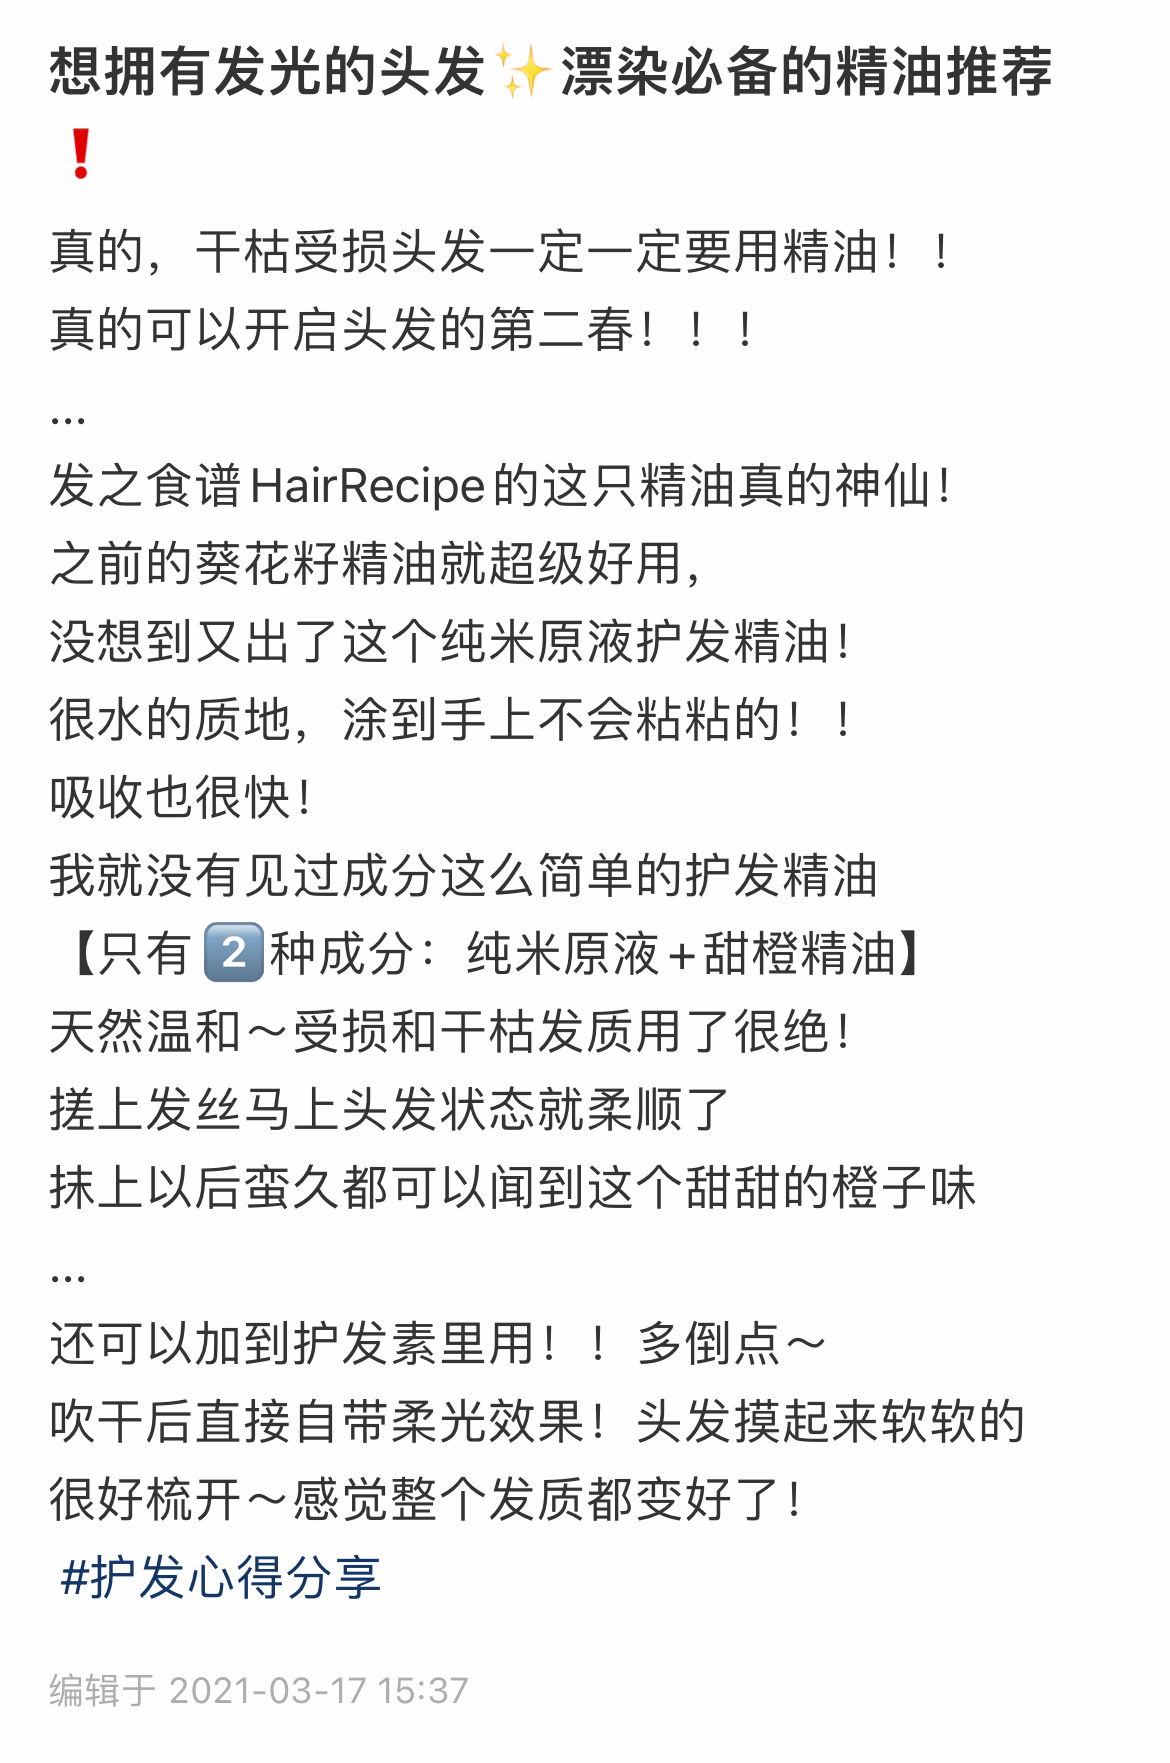 想拥有发光的头发✨漂染必备的精油推荐
❗
真的，干枯受损头发一定一定要用精油！！
真的可以开启头发的第二春！！！
...
发之食谱HairRecipe的这只精油真的神仙！
之前的葵花籽精油就超级好用，
没想到又出了这个纯米原液护发精油！
很水的质地，涂到手上不会粘粘的！！
吸收也很快！
我就没有见过成分这么简单的护发精油
【只有2️⃣种成分：纯米原液+甜橙精油】
天然温和～受损和干枯发质用了很绝！
搓上发丝马上头发状态就柔顺了
抹上以后蛮久都可以闻到这个甜甜的橙子味
...
还可以加到护发素里用！！多倒点～
吹干后直接自带柔光效果！头发摸起来软软的
很好梳开～感觉整个发质都变好了！
#护发心得分享
编辑于 2021-03-17 15:37